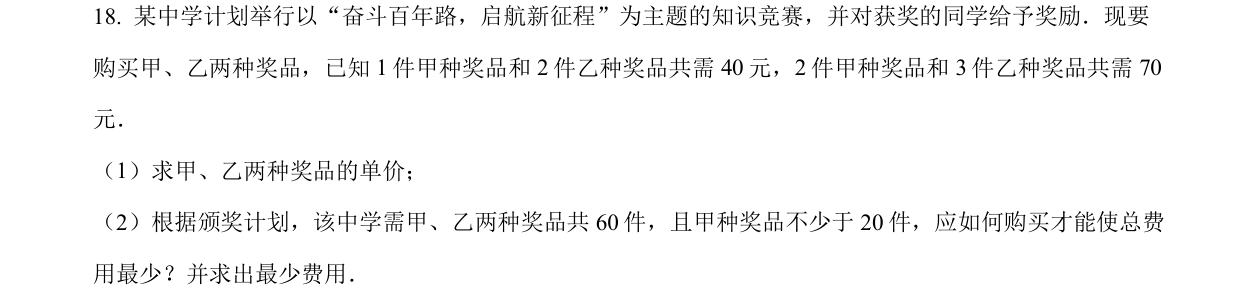 18. 某中学计划举行以“奋斗百年路，启航新征程”为主题的知识竞赛，并对获奖的同学给予奖励．现要
购买甲、乙两种奖品，已知 1 件甲种奖品和 2 件乙种奖品共需 40 元，2 件甲种奖品和 3 件乙种奖品共需 70
元．
（1）求甲、乙两种奖品的单价；
（2）根据颁奖计划，该中学需甲、乙两种奖品共 60 件，且甲种奖品不少于 20 件，应如何购买才能使总费
用最少？并求出最少费用．